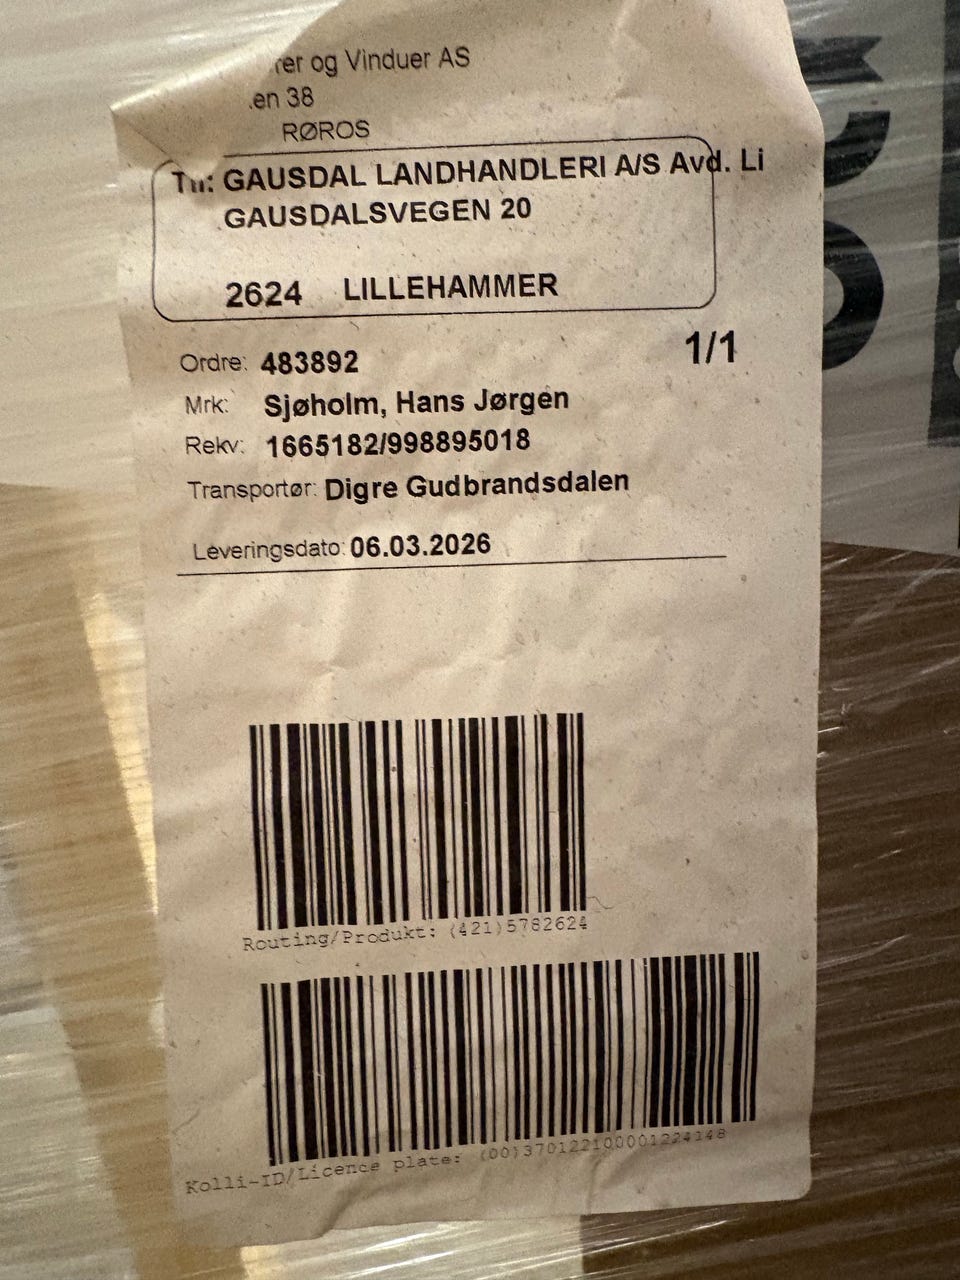 og Vinduer AS
38
RØROS
Til: GAUSDAL LANDHANDLERI A/S Avd. Li
GAUSDALSVEGEN 20
2624 LILLEHAMMER
1/1
Ordre: 483892
Mrk: Sjøholm, Hans Jørgen
Rekv: 1665182/998895018
Transportør: Digre Gudbrandsdalen
Leveringsdato: 06.03.2026
Routing/Produkt: (421)5782624
Kolli-ID/Licence plate: (00)370122100001224148